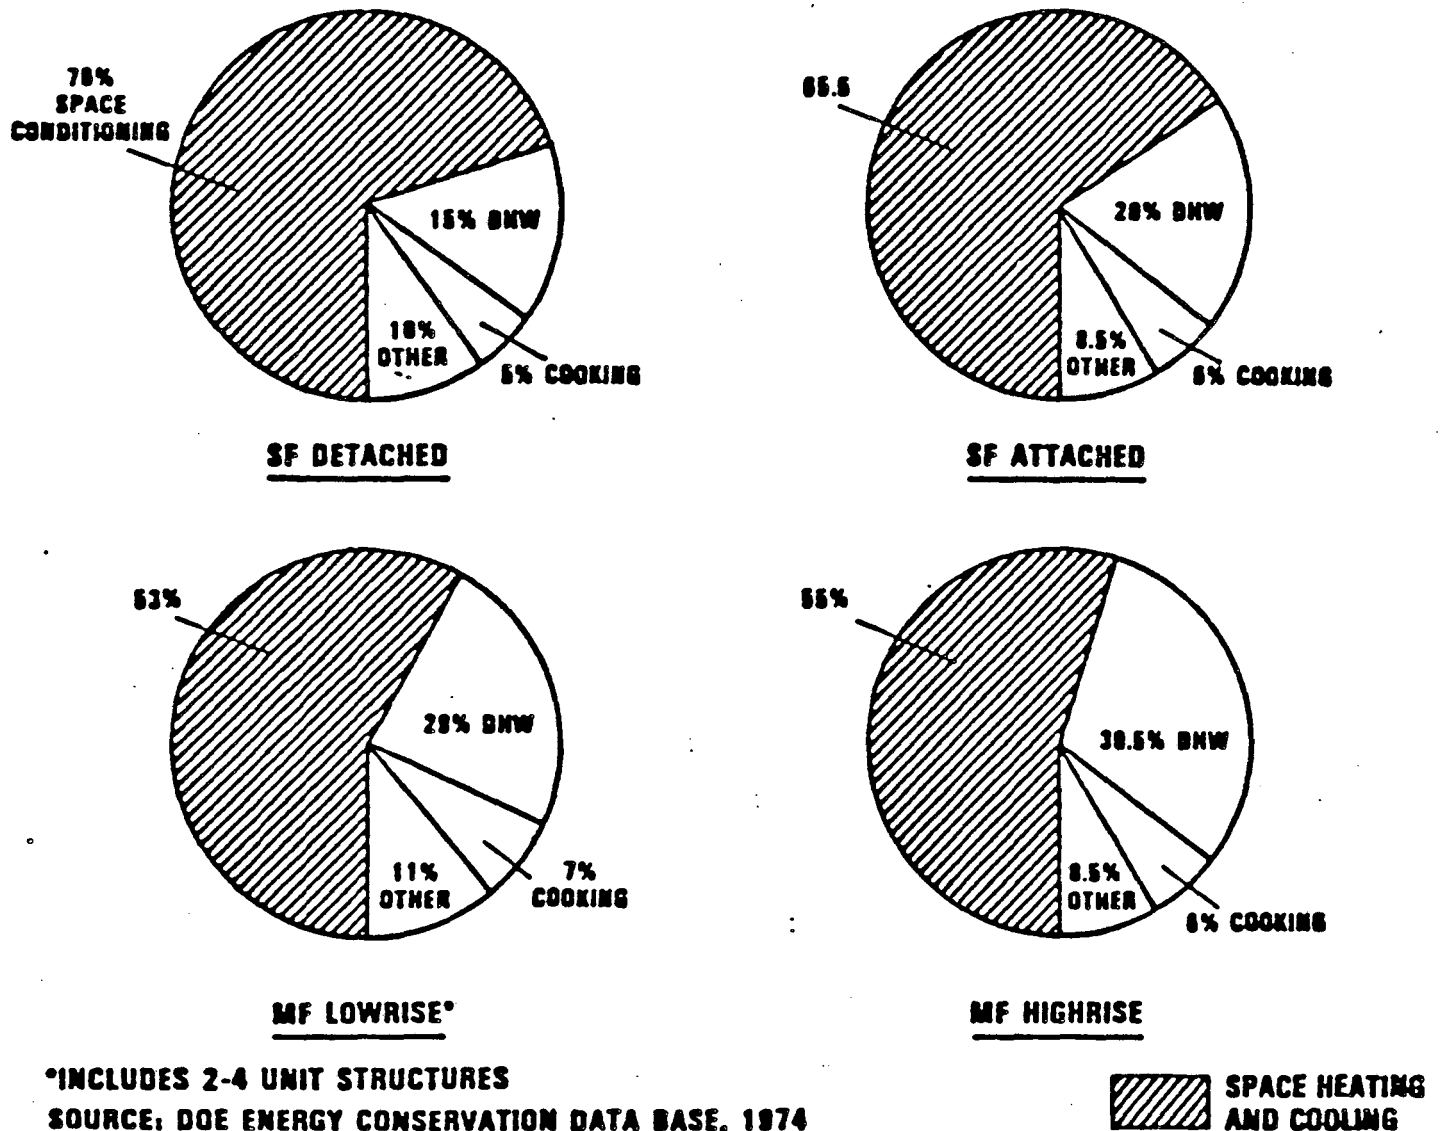 70%
SPACE
CONDITIONING
15% DHW
10%
OTHER
5% COOKING
SF DETACHED
65.5
20% DHW
8.5%
OTHER
6% COOKING
SF ATTACHED
53%
29% DHW
11%
OTHER
7%
COOKING
MF LOWRISE*
55%
30.5% DHW
8.5%
OTHER
6% COOKING
MF HIGHRISE
*INCLUDES 2-4 UNIT STRUCTURES
SOURCE: DOE ENERGY CONSERVATION DATA BASE, 1974
SPACE HEATING
AND COOLING